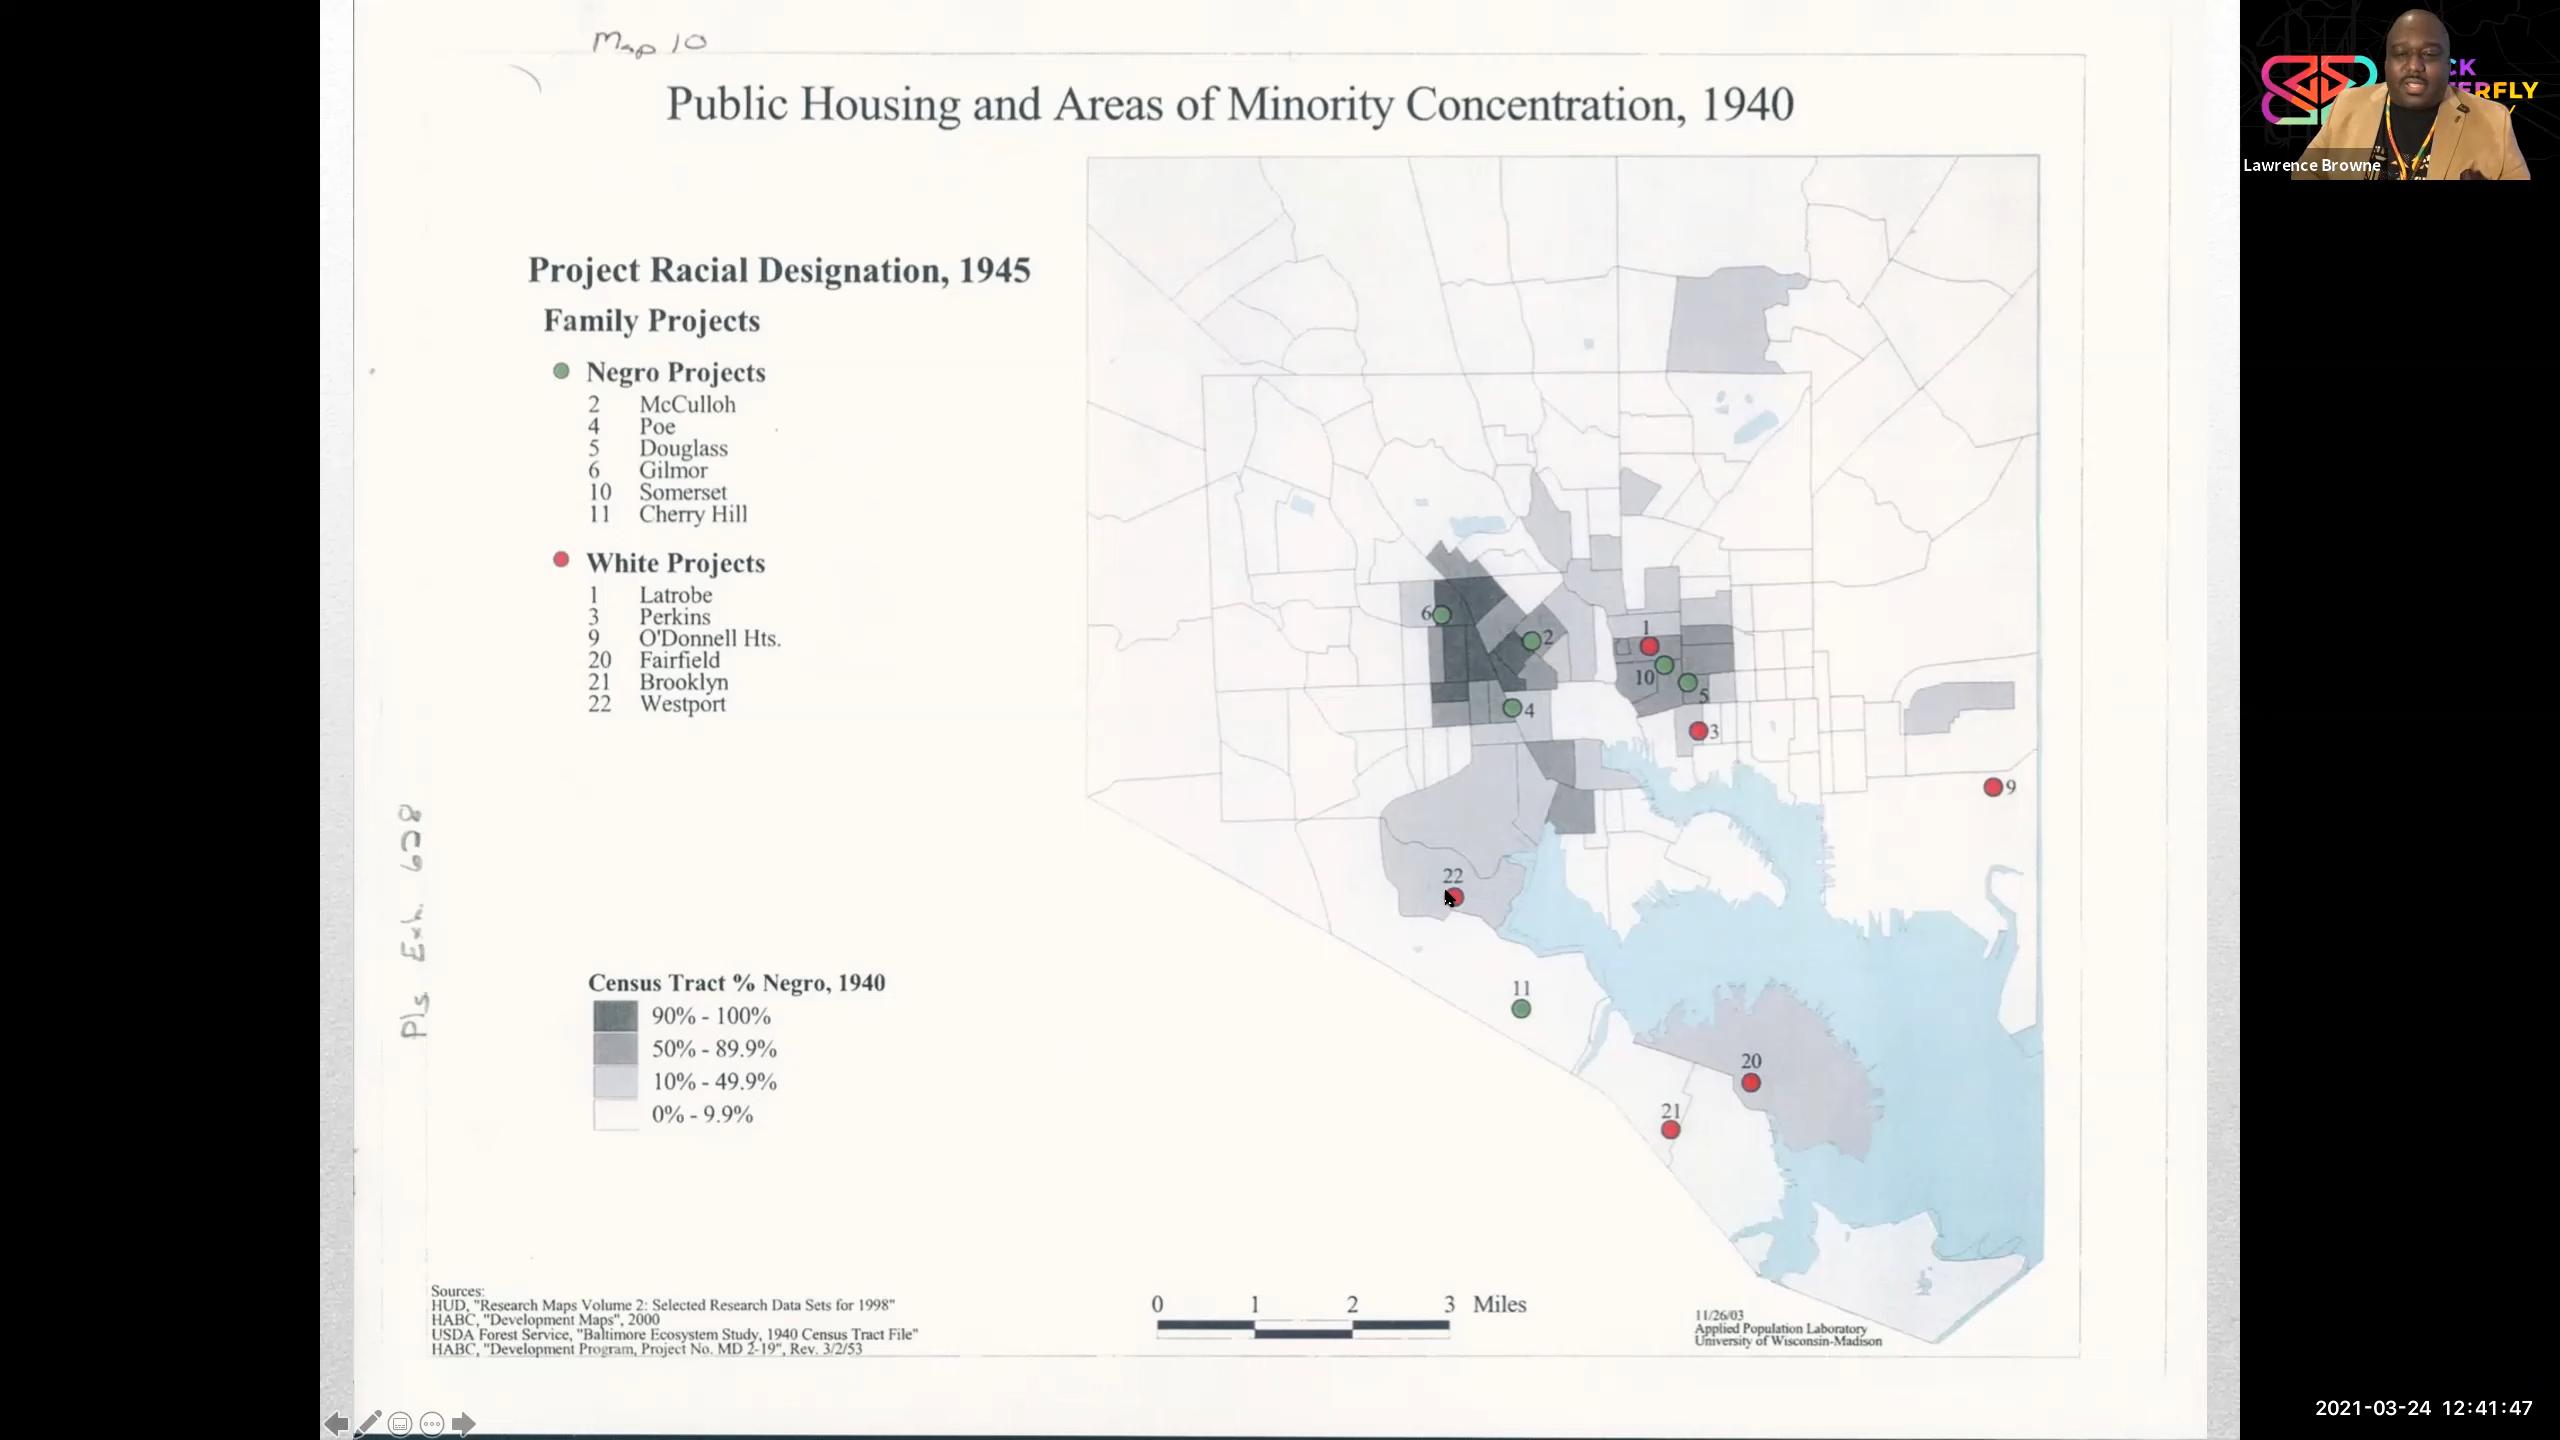 Map 10
Public Housing and Areas of Minority Concentration, 1940
Project Racial Designation, 1945
Family Projects
Negro Projects
2 McCulloh
4 Poe
5 Douglass
6 Gilmor
10 Somerset
11 Cherry Hill
White Projects
1 Latrobe
3 Perkins
9 O'Donnell Hts.
20 Fairfield
21 Brooklyn
22 Westport
Census Tract % Negro, 1940
90% - 100%
50% - 89.9%
10% - 49.9%
0% - 9.9%
Pls Exh. 628
6
2
1
10
5
4
3
9
22
11
20
21
Sources:
HUD, "Research Maps Volume 2: Selected Research Data Sets for 1998"
HABC, "Development Maps", 2000
USDA Forest Service, "Baltimore Ecosystem Study, 1940 Census Tract File"
HABC, "Development Program, Project No. MD 2-19", Rev. 3/2/53
0 1 2 3 Miles
11/26/03
Applied Population Laboratory
University of Wisconsin-Madison
CK
ERFLY
Lawrence Browne
2021-03-24 12:41:47